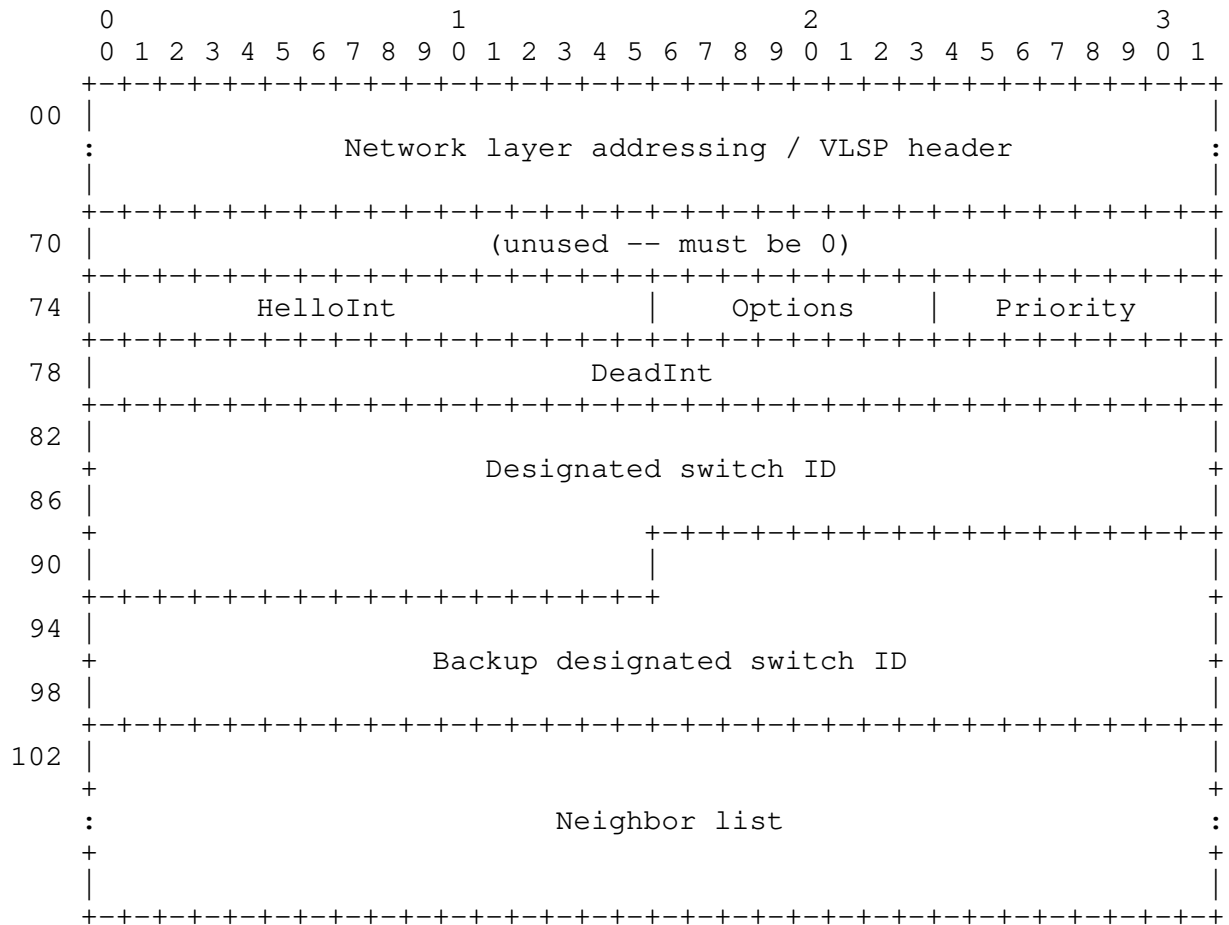 0 1 2 3
0 1 2 3 4 5 6 7 8 9 0 1 2 3 4 5 6 7 8 9 0 1 2 3 4 5 6 7 8 9 0 1
+-+-+-+-+-+-+-+-+-+-+-+-+-+-+-+-+-+-+-+-+-+-+-+-+-+-+-+-+-+-+-+-+
00 | |
: Network layer addressing / VLSP header :
| |
+-+-+-+-+-+-+-+-+-+-+-+-+-+-+-+-+-+-+-+-+-+-+-+-+-+-+-+-+-+-+-+-+
70 | (unused -- must be 0) |
+-+-+-+-+-+-+-+-+-+-+-+-+-+-+-+-+-+-+-+-+-+-+-+-+-+-+-+-+-+-+-+-+
74 | HelloInt | Options | Priority |
+-+-+-+-+-+-+-+-+-+-+-+-+-+-+-+-+-+-+-+-+-+-+-+-+-+-+-+-+-+-+-+-+
78 | DeadInt |
+-+-+-+-+-+-+-+-+-+-+-+-+-+-+-+-+-+-+-+-+-+-+-+-+-+-+-+-+-+-+-+-+
82 | |
+ Designated switch ID +
86 | |
+ +-+-+-+-+-+-+-+-+-+-+-+-+-+-+-+-+
90 | | |
+-+-+-+-+-+-+-+-+-+-+-+-+-+-+-+-+ +
94 | |
+ Backup designated switch ID +
98 | |
+-+-+-+-+-+-+-+-+-+-+-+-+-+-+-+-+-+-+-+-+-+-+-+-+-+-+-+-+-+-+-+-+
102 | |
+ +
: Neighbor list :
+ +
| |
+-+-+-+-+-+-+-+-+-+-+-+-+-+-+-+-+-+-+-+-+-+-+-+-+-+-+-+-+-+-+-+-+